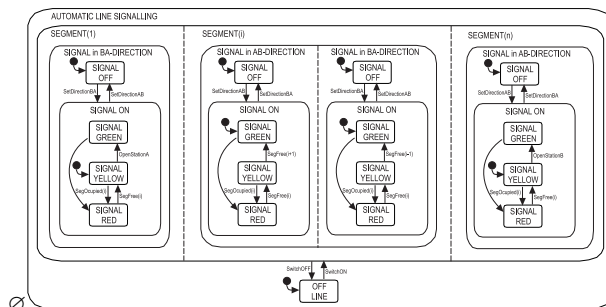 AUTOMATIC LINE SIGNALLING
SEGMENT(1)
SIGNAL in BA-DIRECTION
SIGNAL
OFF
SetDirectionBA
SetDirectionAB
SIGNAL ON
SIGNAL
GREEN
OpenStationA
SIGNAL
YELLOW
SegOccupied(i)
SegFree(i)
SIGNAL
RED
SEGMENT(i)
SIGNAL in AB-DIRECTION
SIGNAL
OFF
SetDirectionAB
SetDirectionBA
SIGNAL ON
SIGNAL
GREEN
SegFree(i+1)
SIGNAL
YELLOW
SegOcupied(i)
SegFree(i)
SIGNAL
RED
SIGNAL in BA-DIRECTION
SIGNAL
OFF
SetDirectionBA
SetDirectionAB
SIGNAL ON
SIGNAL
GREEN
SegFree(i–1)
SIGNAL
YELLOW
SegOcupied(i)
SegFree(i)
SIGNAL
RED
SEGMENT(n)
SIGNAL in AB-DIRECTION
SIGNAL
OFF
SetDirectionAB
SetDirectionBA
SIGNAL ON
SIGNAL
GREEN
OpenStationB
SIGNAL
YELLOW
SegOcupied(i)
SegFree(i)
SIGNAL
RED
SwitchOFF
SwitchON
OFF
LINE